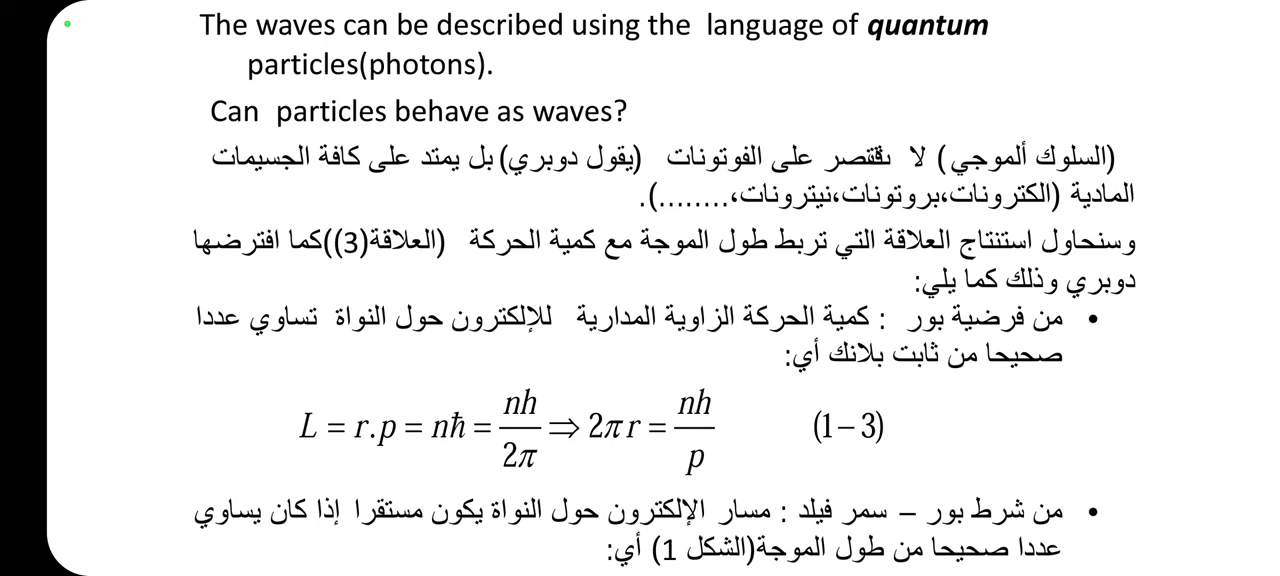 The waves can be described using the language of quantum
particles(photons).
Can particles behave as waves?
(السلوك ألموجي) لا تقتصر على الفوتونات (يقول دوبري) بل يمتد على كافة الجسيمات
المادية (الكترونات،بروتونات،نيترونات،........).
وسنحاول استنتاج العلاقة التي تربط طول الموجة مع كمية الحركة (العلاقة(3))كما افترضها
دوبري وذلك كما يلي:
• من فرضية بور : كمية الحركة الزاوية المدارية للإلكترون حول النواة تساوي عددا
صحيحا من ثابت بلانك أي:
L = r.p = nħ = nh/2π ⇒ 2πr = nh/p (1–3)
• من شرط بور – سمر فيلد : مسار الإلكترون حول النواة يكون مستقرا إذا كان يساوي
عددا صحيحا من طول الموجة(الشكل 1) أي: